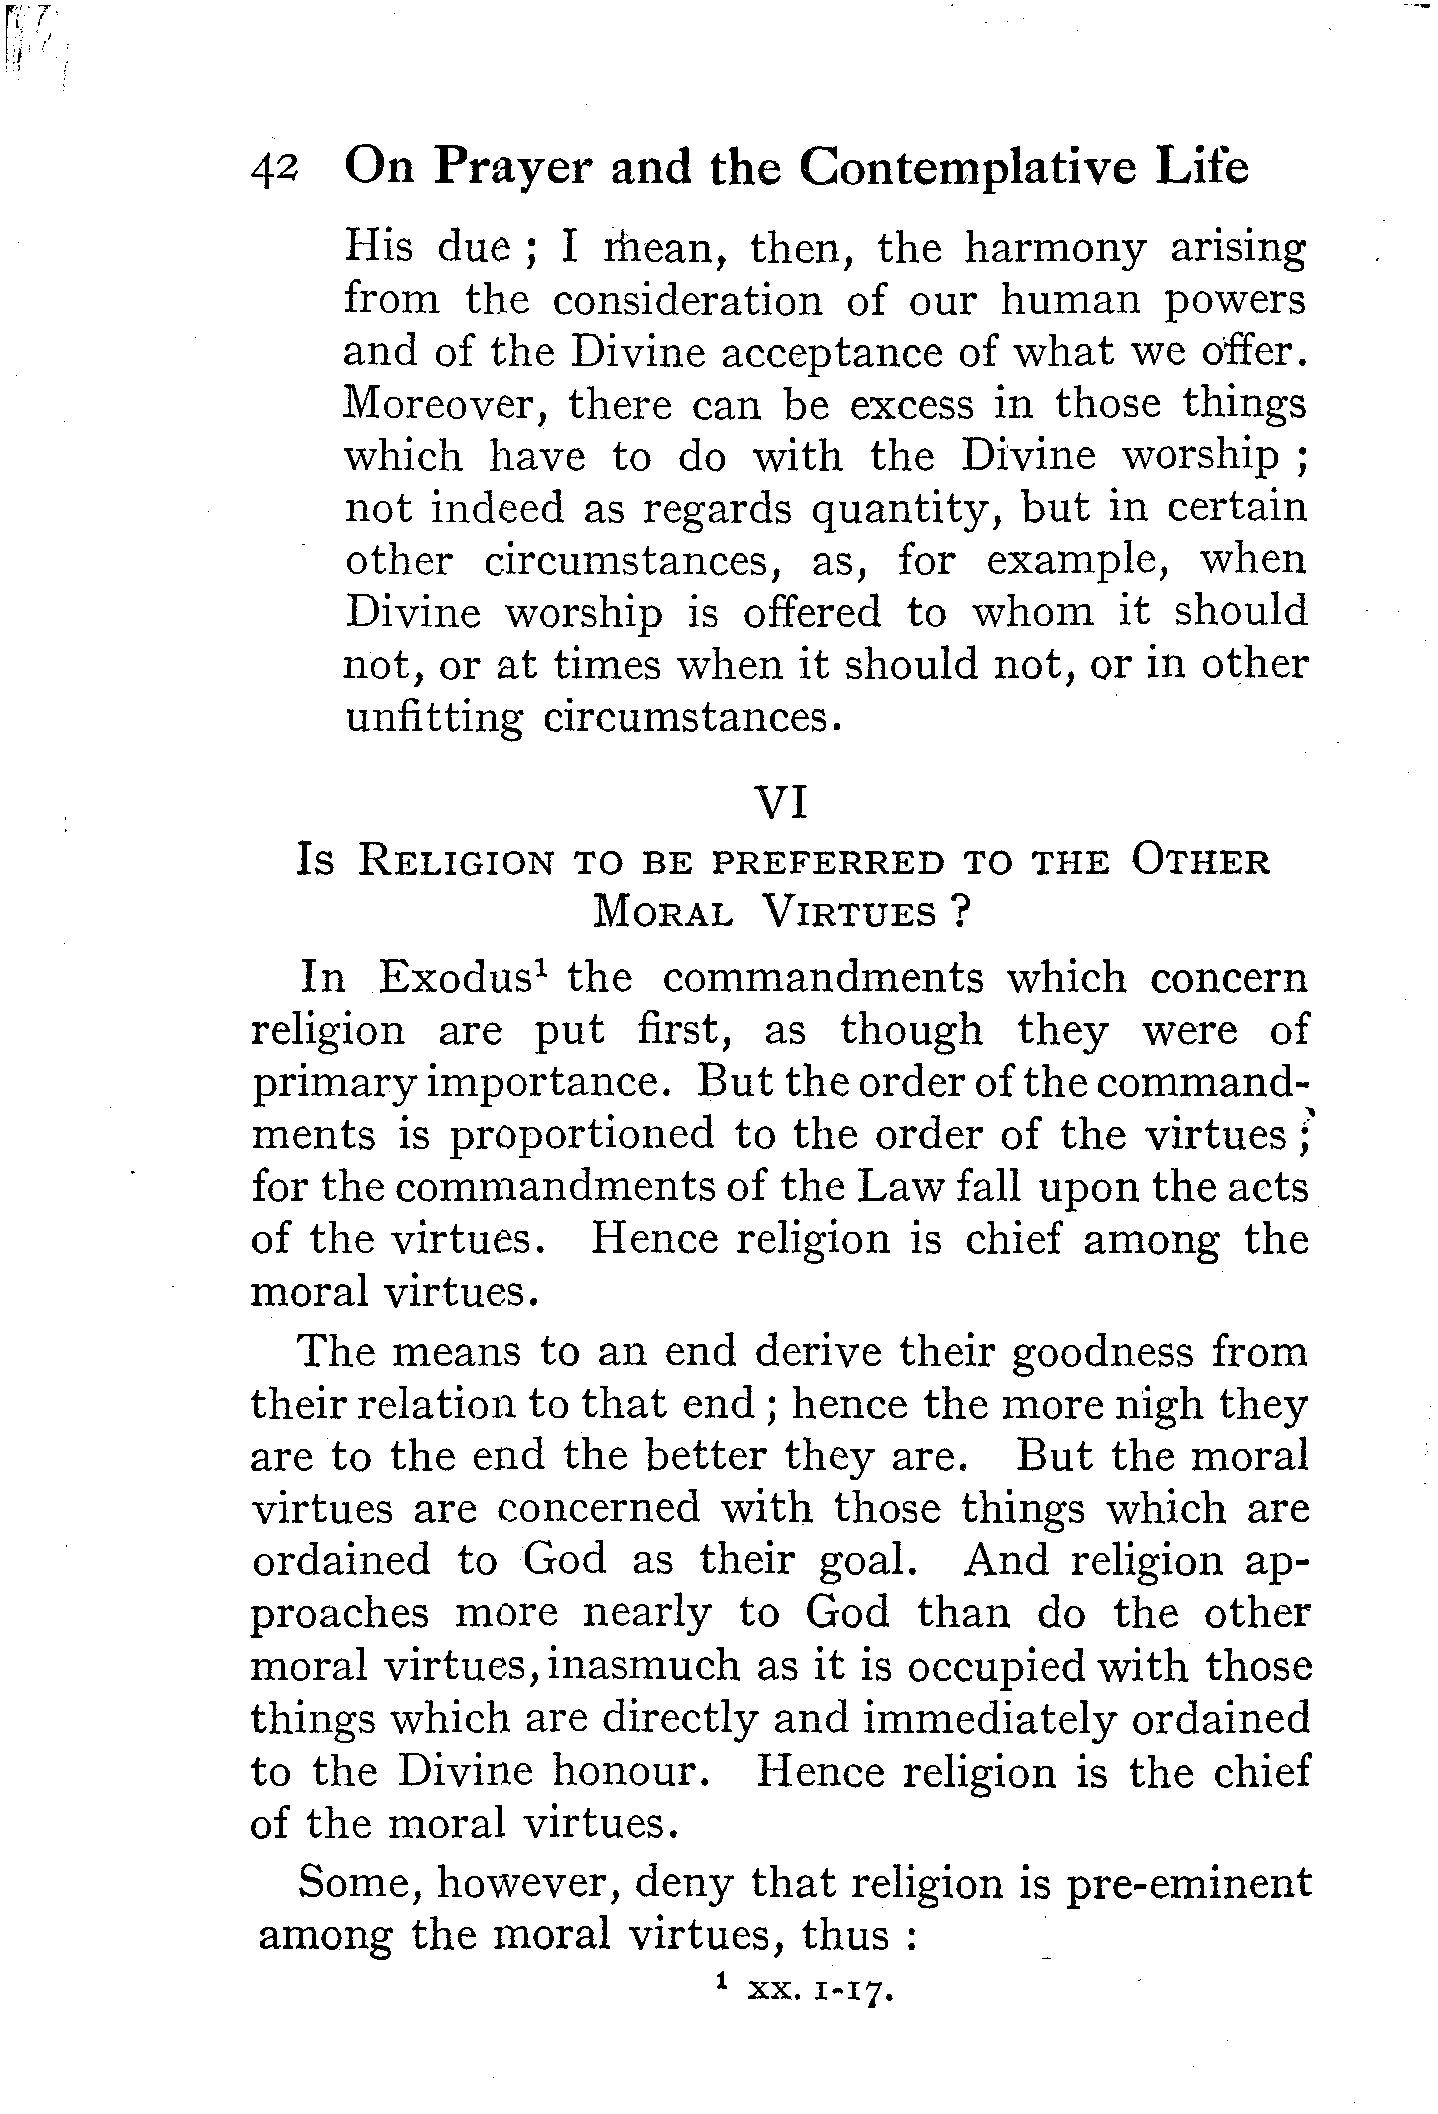 42 On Prayer and the Contemplative Life
His due ; I mean, then, the harmony arising
from the consideration of our human powers
and of the Divine acceptance of what we offer.
Moreover, there can be excess in those things
which have to do with the Divine worship ;
not indeed as regards quantity, but in certain
other circumstances, as, for example, when
Divine worship is offered to whom it should
not, or at times when it should not, or in other
unfitting circumstances.
VI
Is Religion to be preferred to the Other
Moral Virtues ?
In Exodus¹ the commandments which concern
religion are put first, as though they were of
primary importance. But the order of the command-
ments is proportioned to the order of the virtues ;
for the commandments of the Law fall upon the acts
of the virtues. Hence religion is chief among the
moral virtues.
The means to an end derive their goodness from
their relation to that end ; hence the more nigh they
are to the end the better they are. But the moral
virtues are concerned with those things which are
ordained to God as their goal. And religion ap-
proaches more nearly to God than do the other
moral virtues, inasmuch as it is occupied with those
things which are directly and immediately ordained
to the Divine honour. Hence religion is the chief
of the moral virtues.
Some, however, deny that religion is pre-eminent
among the moral virtues, thus :
¹ xx. 1-17.